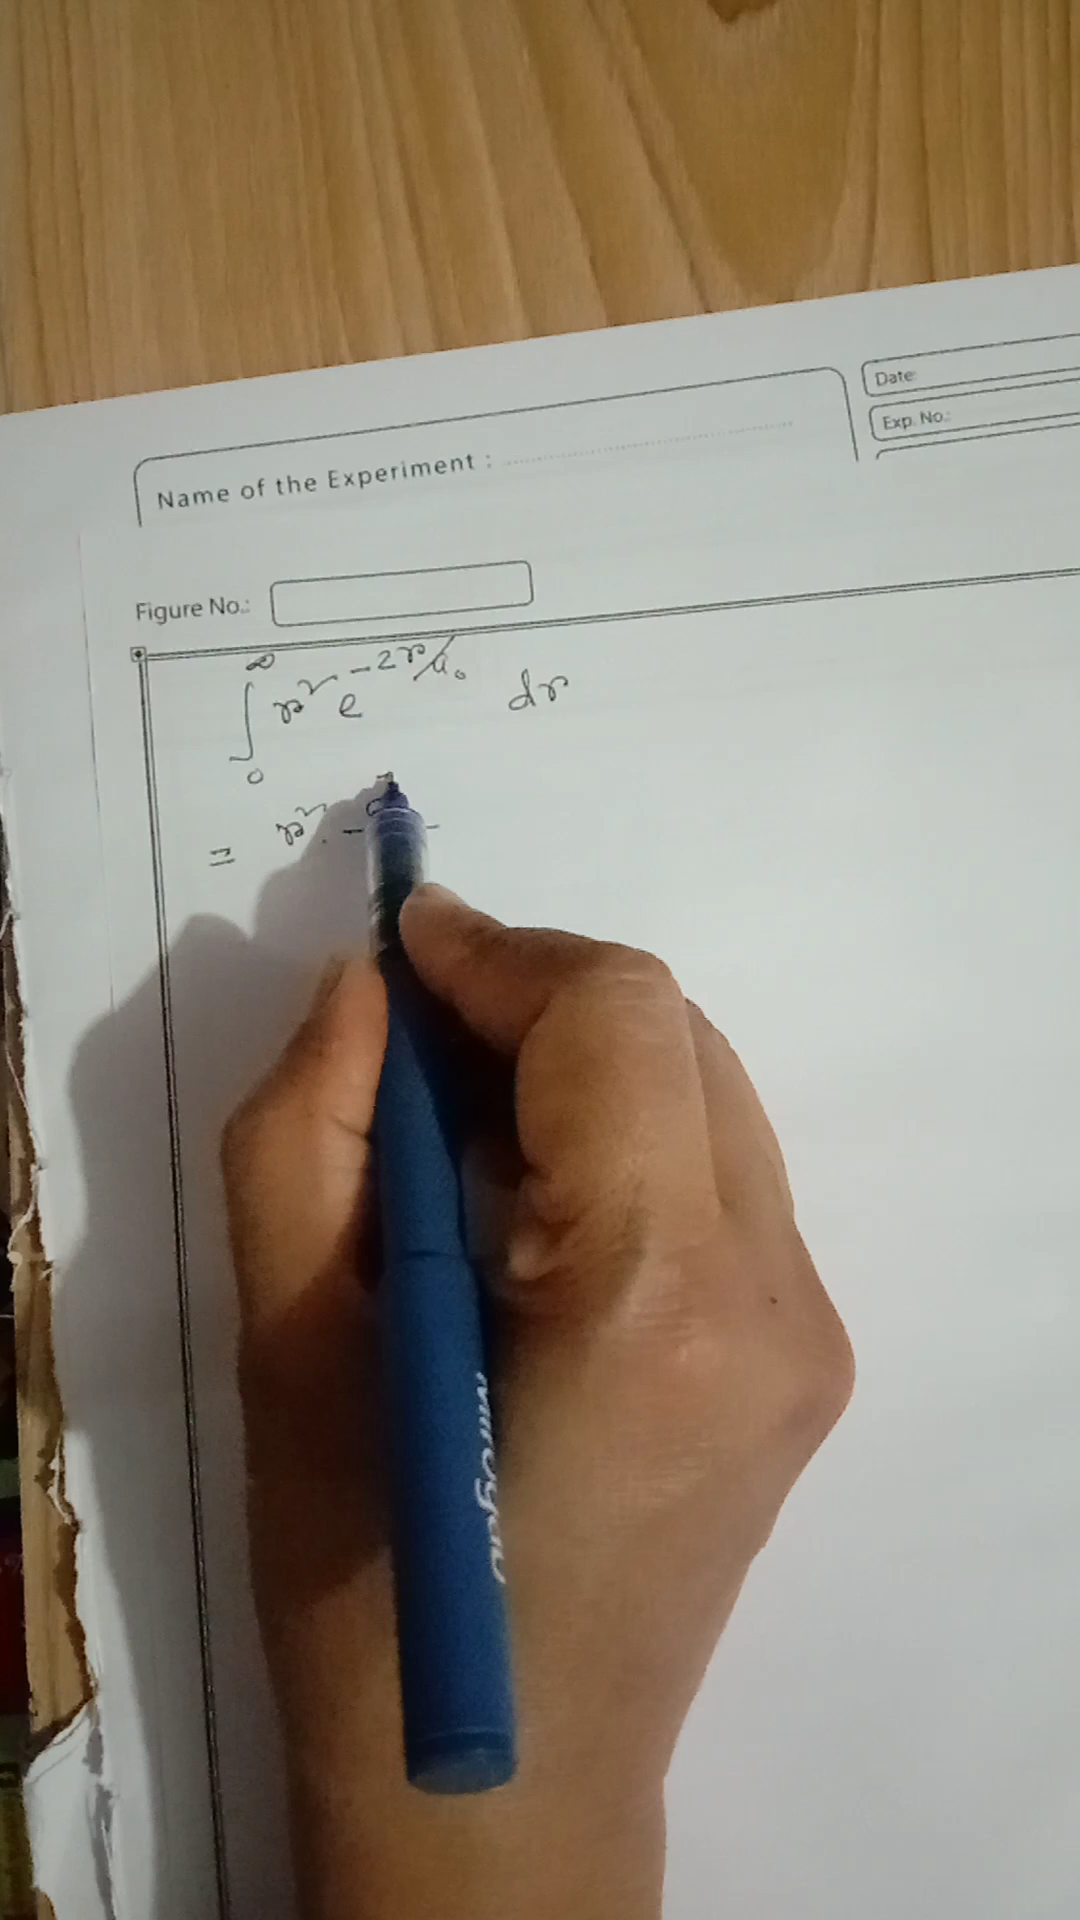 Date:
Exp. No.:
Name of the Experiment :
Figure No.:
∫₀^∞ r² e^(-2r/a₀) dr
= r² . -